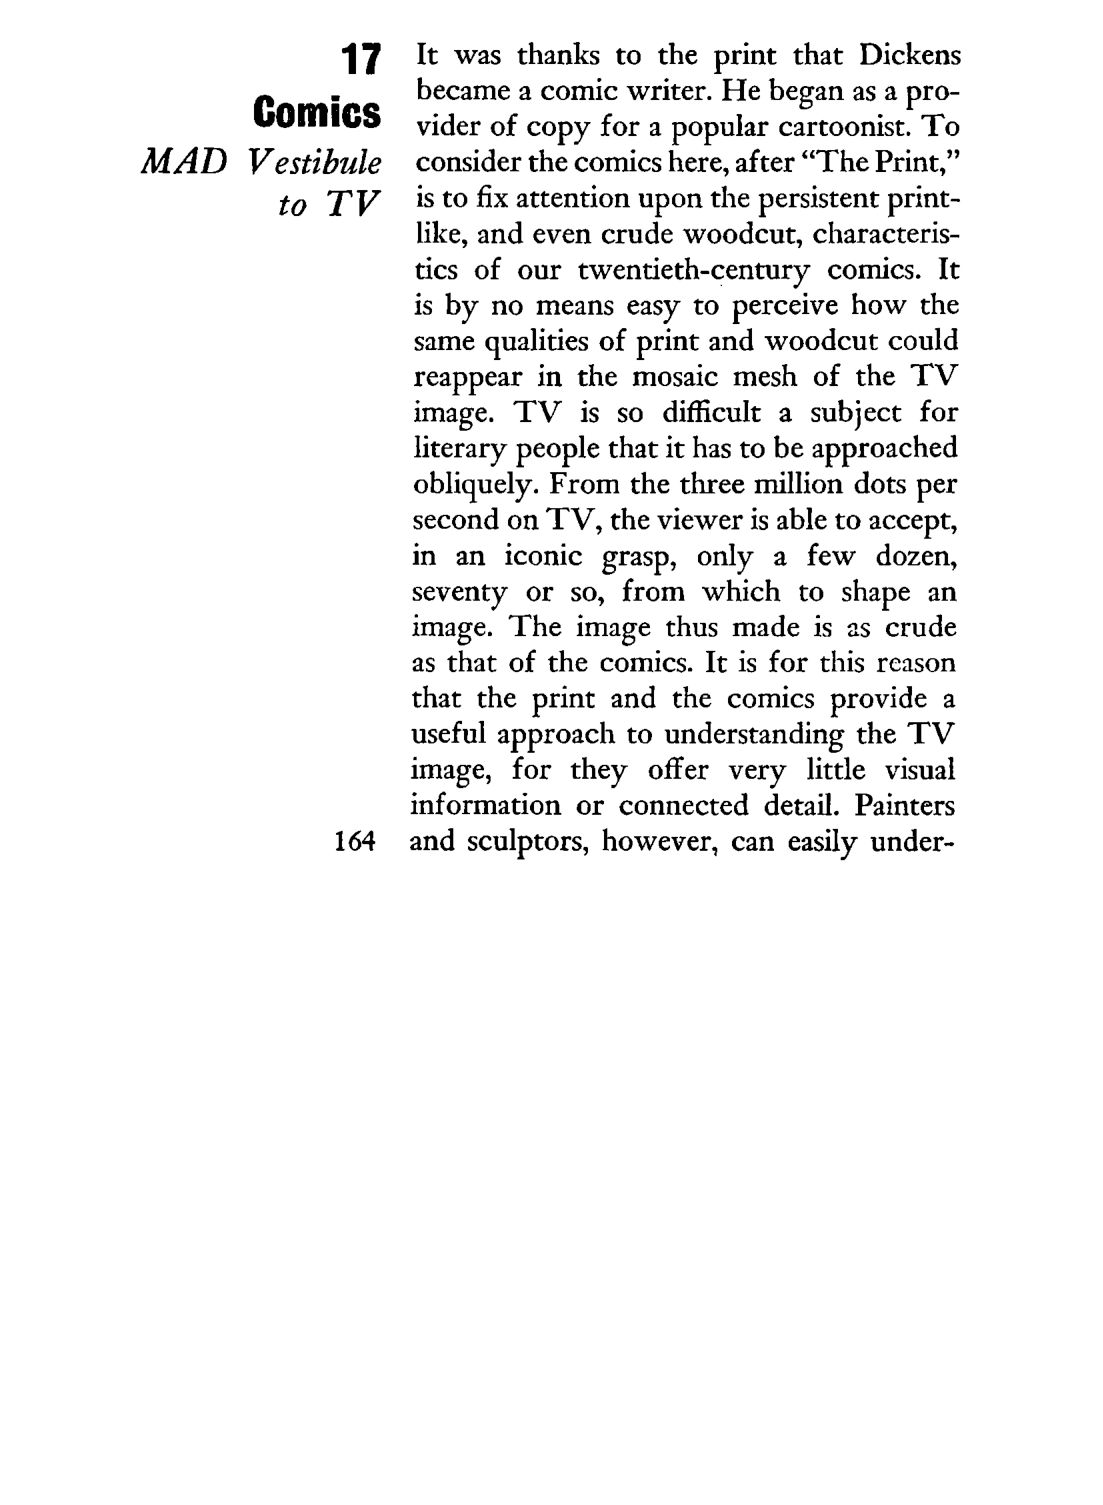 17
Comics
MAD Vestibule
to TV
It was thanks to the print that Dickens
became a comic writer. He began as a pro-
vider of copy for a popular cartoonist. To
consider the comics here, after “The Print,”
is to fix attention upon the persistent print-
like, and even crude woodcut, characteris-
tics of our twentieth-century comics. It
is by no means easy to perceive how the
same qualities of print and woodcut could
reappear in the mosaic mesh of the TV
image. TV is so difficult a subject for
literary people that it has to be approached
obliquely. From the three million dots per
second on TV, the viewer is able to accept,
in an iconic grasp, only a few dozen,
seventy or so, from which to shape an
image. The image thus made is as crude
as that of the comics. It is for this reason
that the print and the comics provide a
useful approach to understanding the TV
image, for they offer very little visual
information or connected detail. Painters
and sculptors, however, can easily under-
164